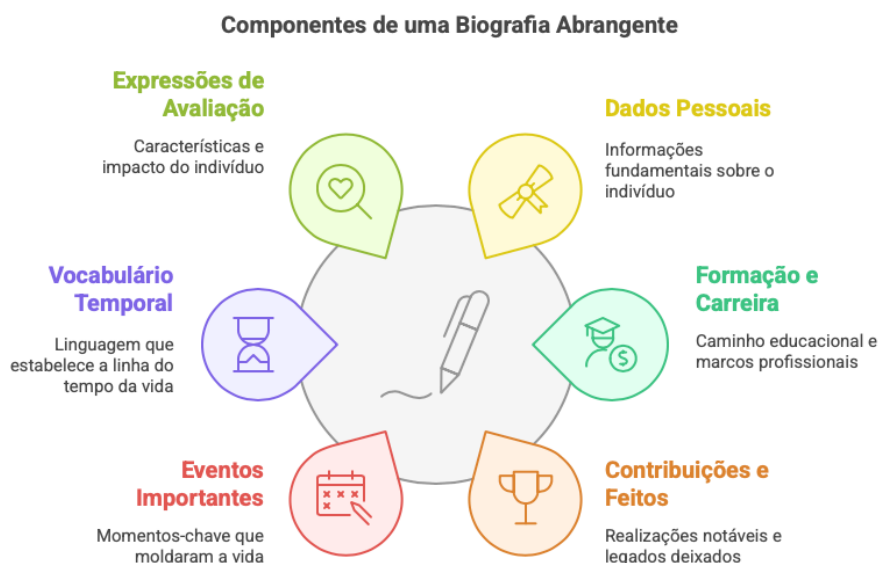 Componentes de uma Biografia Abrangente
Expressões de
Avaliação
Características e
impacto do indivíduo
Dados Pessoais
Informações
fundamentais sobre o
indivíduo
Vocabulário
Temporal
Linguagem que
estabelece a linha do
tempo da vida
Formação e
Carreira
Caminho educacional e
marcos profissionais
$
Eventos
Importantes
Momentos-chave que
moldaram a vida
Contribuições e
Feitos
Realizações notáveis e
legados deixados